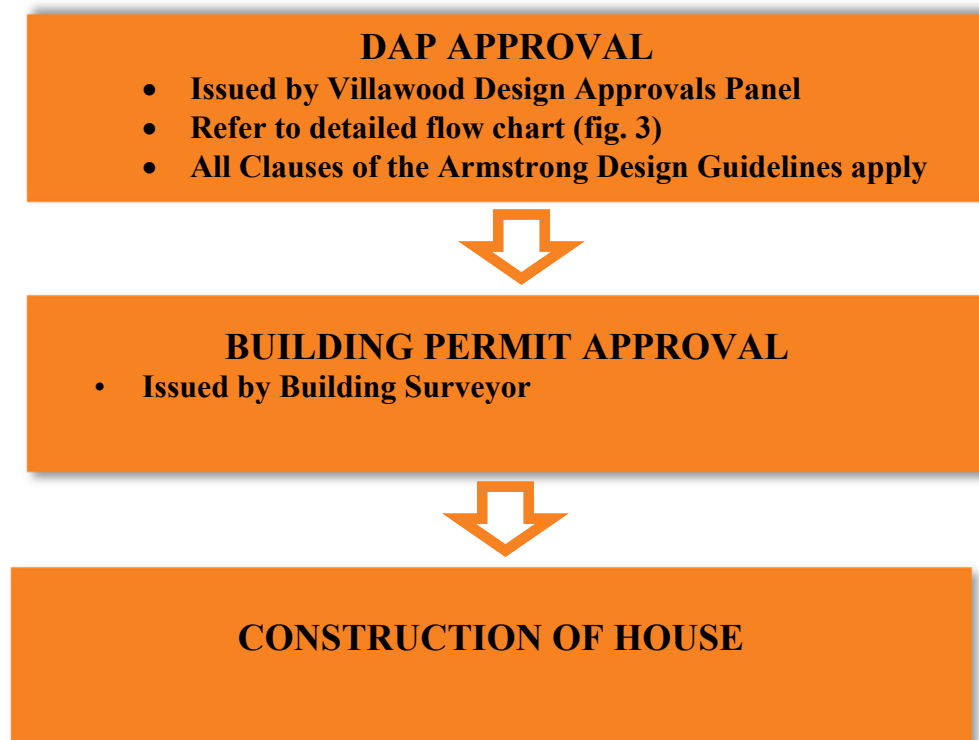 DAP APPROVAL
• Issued by Villawood Design Approvals Panel
• Refer to detailed flow chart (fig. 3)
• All Clauses of the Armstrong Design Guidelines apply
BUILDING PERMIT APPROVAL
• Issued by Building Surveyor
CONSTRUCTION OF HOUSE